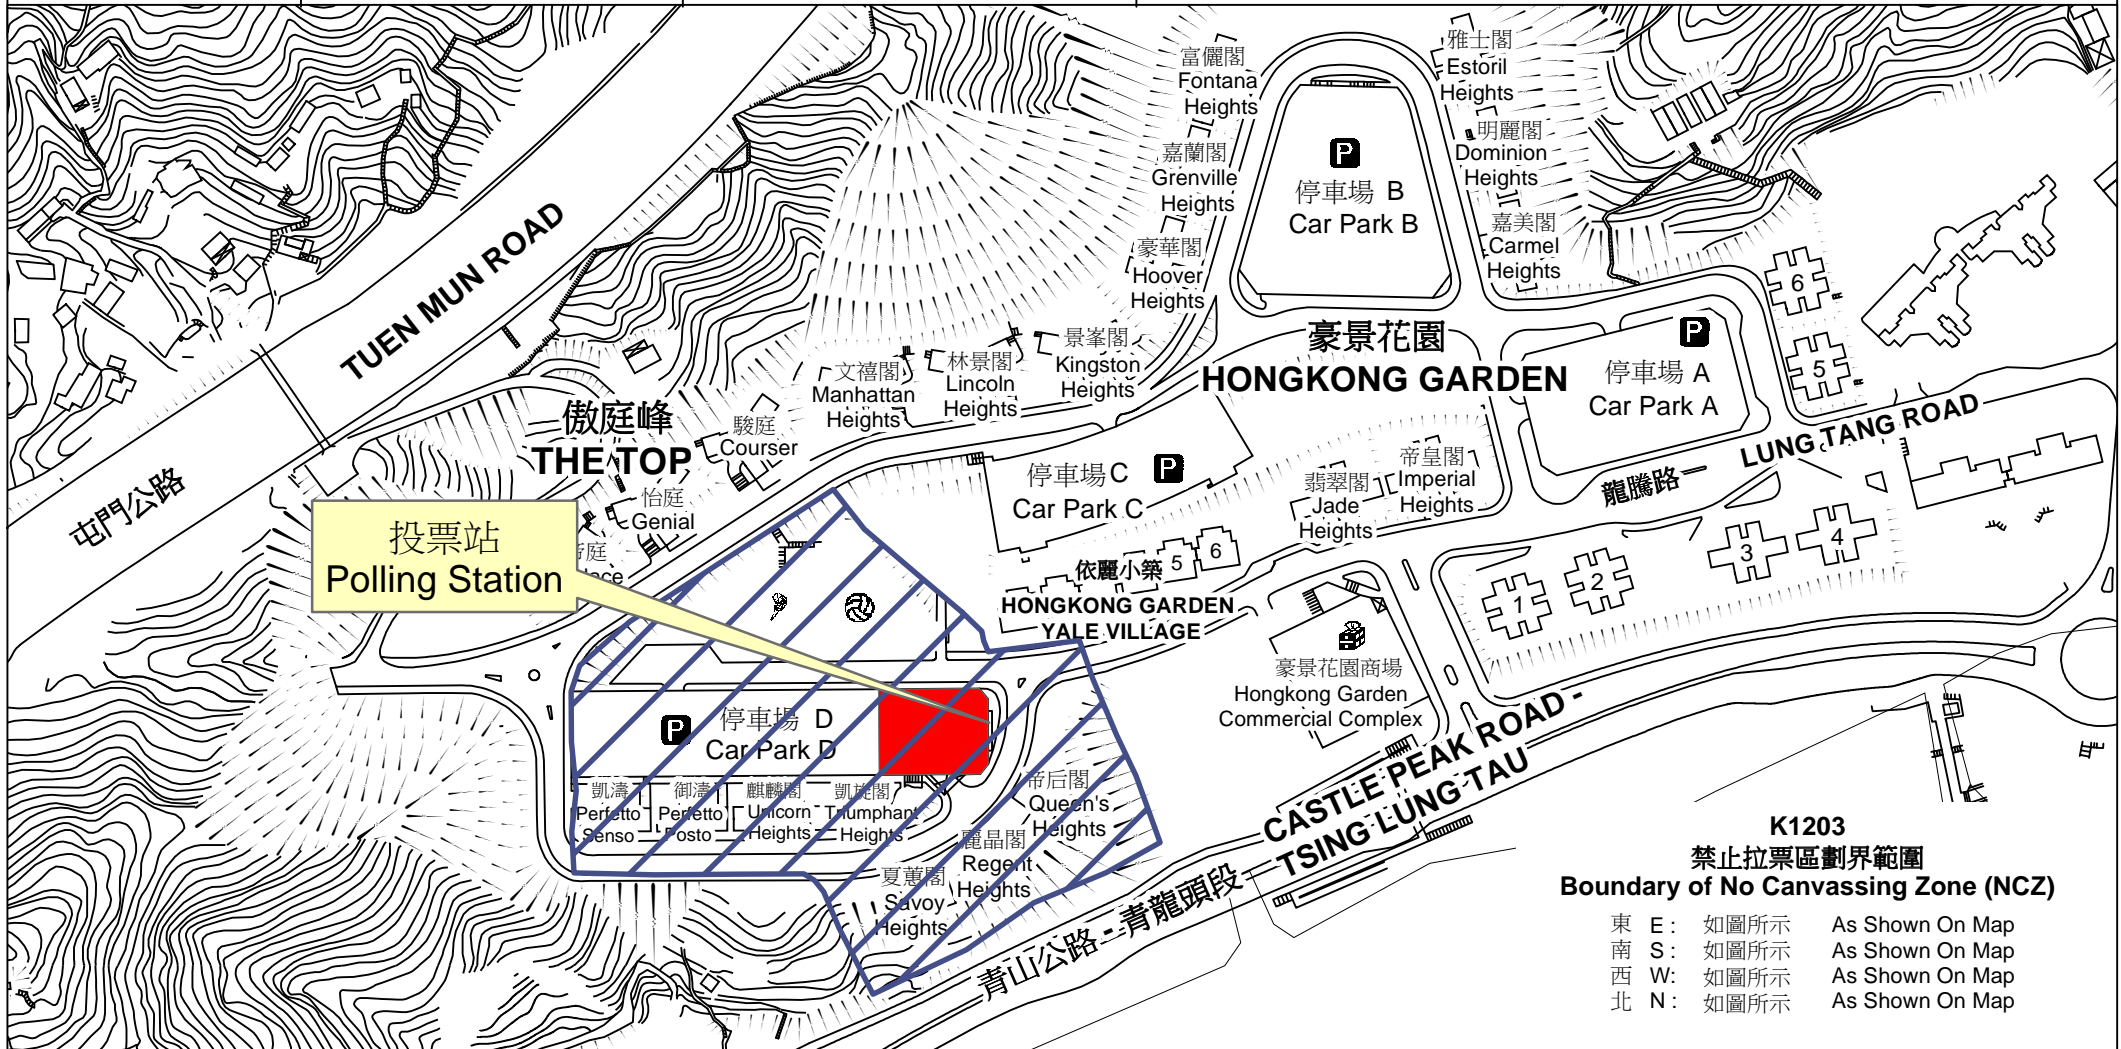 富儷閣
Fontana
Heights
雅士閣
Estoril
Heights
嘉蘭閣
Grenville
Heights
P
停車場 B
Car Park B
明麗閣
Dominion
Heights
豪華閣
Hoover
Heights
嘉美閣
Carmel
Heights
TUEN MUN ROAD
屯門公路
6
5
豪景花園
HONGKONG GARDEN
P
停車場 A
Car Park A
景峯閣
Kingston
Heights
林景閣
Lincoln
Heights
文禧閣
Manhattan
Heights
傲庭峰
THE TOP
駿庭
Courser
怡庭
Genial
停車場 C
Car Park C
P
翡翠閣
Jade
Heights
帝皇閣
Imperial
Heights
龍騰路
LUNG TANG ROAD
投票站
Polling Station
依麗小築
5
6
HONGKONG GARDEN
YALE VILLAGE
1
2
3
4
豪景花園商場
Hongkong Garden
Commercial Complex
P
停車場 D
Car Park D
凱濤
Perfetto
Senso
御濤
Perfetto
Posto
麒麟閣
Unicorn
Heights
凱旋閣
Triumphant
Heights
帝后閣
Queen's
Heights
麗晶閣
Regent
Heights
夏蕙閣
Savoy
Heights
青山公路 - 青龍頭段
CASTLE PEAK ROAD -
TSING LUNG TAU
K1203
禁止拉票區劃界範圍
Boundary of No Canvassing Zone (NCZ)
東 E : 如圖所示 As Shown On Map
南 S : 如圖所示 As Shown On Map
西 W: 如圖所示 As Shown On Map
北 N : 如圖所示 As Shown On Map